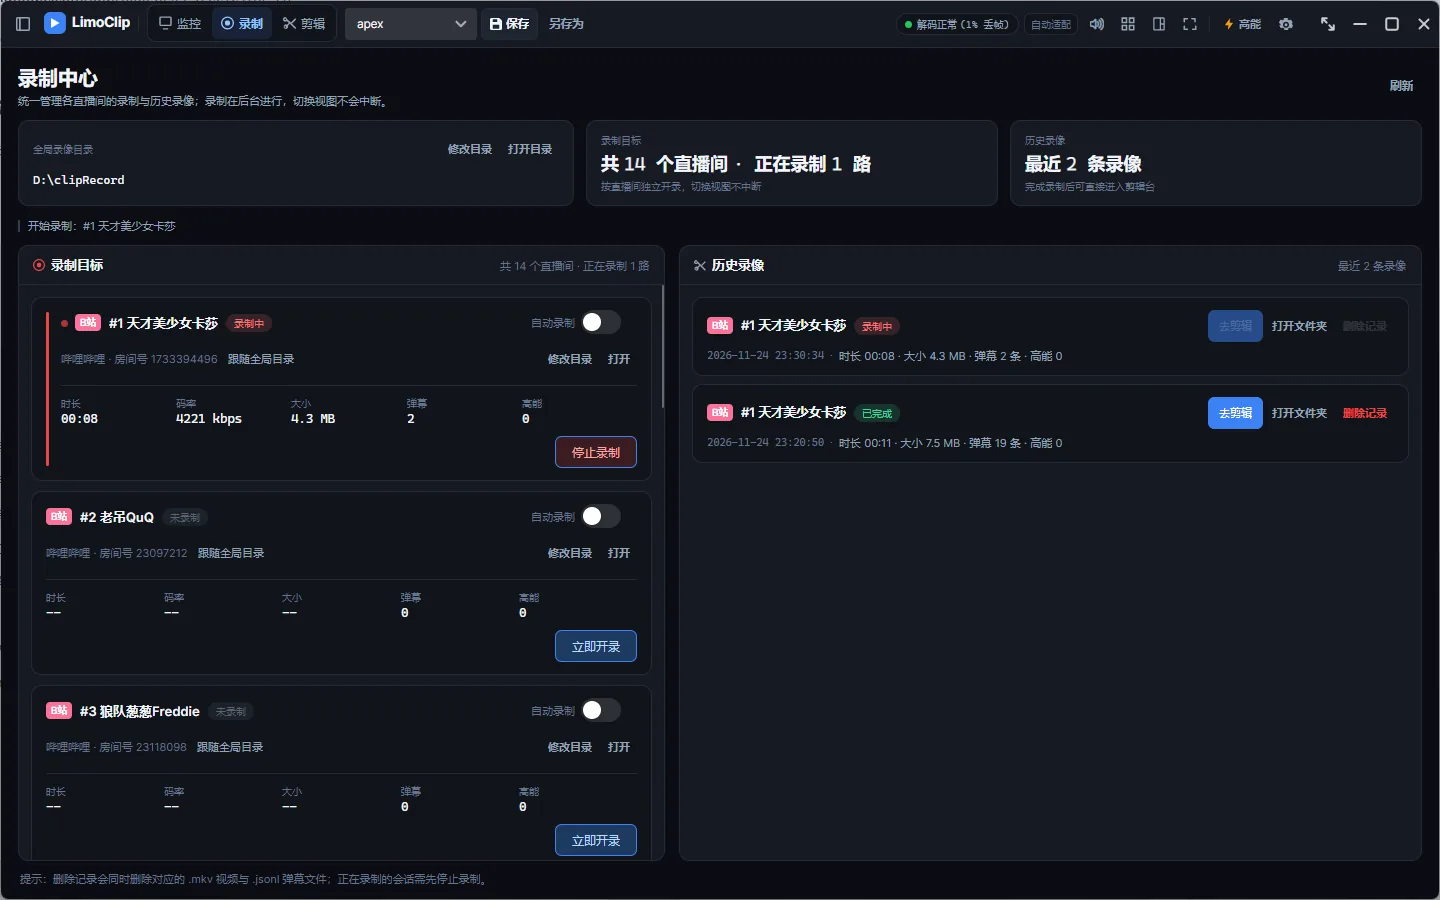 LimoClip 监控 录制 剪辑 apex 保存 另存为 解码正常 (1% 丢帧) 自动适配 高能
录制中心
统一管理各直播间的录制与历史录像；录制在后台进行，切换视图不会中断。
刷新
全局录像目录 修改目录 打开目录
D:\clipRecord
录制目标
共 14 个直播间 · 正在录制 1 路
按直播间独立开录，切换视图不中断
历史录像
最近 2 条录像
完成录制后可直接进入剪辑台
开始录制：#1 天才美少女卡莎
录制目标 共 14 个直播间 · 正在录制 1 路
B站 #1 天才美少女卡莎 录制中 自动录制
哔哩哔哩 · 房间号 1733394496 跟随全局目录 修改目录 打开
时长 码率 大小 弹幕 高能
00:08 4221 kbps 4.3 MB 2 0
停止录制
B站 #2 老吊QuQ 未录制 自动录制
哔哩哔哩 · 房间号 23097212 跟随全局目录 修改目录 打开
时长 码率 大小 弹幕 高能
-- -- -- 0 0
立即开录
B站 #3 狼队葱葱Freddie 未录制 自动录制
哔哩哔哩 · 房间号 23118098 跟随全局目录 修改目录 打开
时长 码率 大小 弹幕 高能
-- -- -- 0 0
立即开录
历史录像 最近 2 条录像
B站 #1 天才美少女卡莎 录制中 去剪辑 打开文件夹 删除记录
2026-11-24 23:30:34 · 时长 00:08 · 大小 4.3 MB · 弹幕 2 条 · 高能 0
B站 #1 天才美少女卡莎 已完成 去剪辑 打开文件夹 删除记录
2026-11-24 23:20:50 · 时长 00:11 · 大小 7.5 MB · 弹幕 19 条 · 高能 0
提示：删除记录会同时删除对应的 .mkv 视频与 .jsonl 弹幕文件；正在录制的会话需先停止录制。